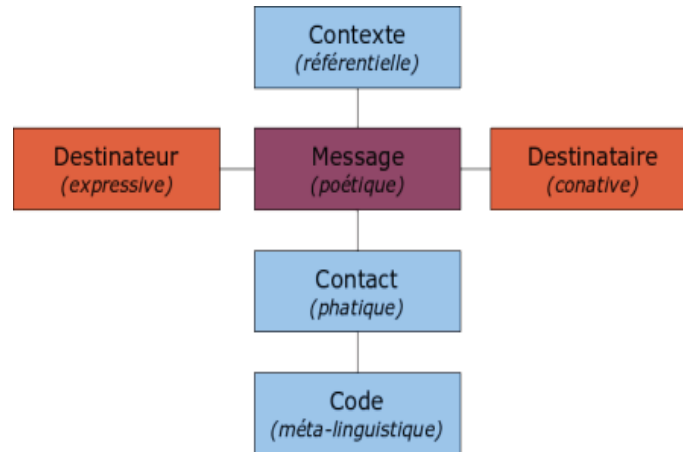 Contexte
(référentielle)
Destinateur
(expressive)
Message
(poétique)
Destinataire
(conative)
Contact
(phatique)
Code
(méta-linguistique)